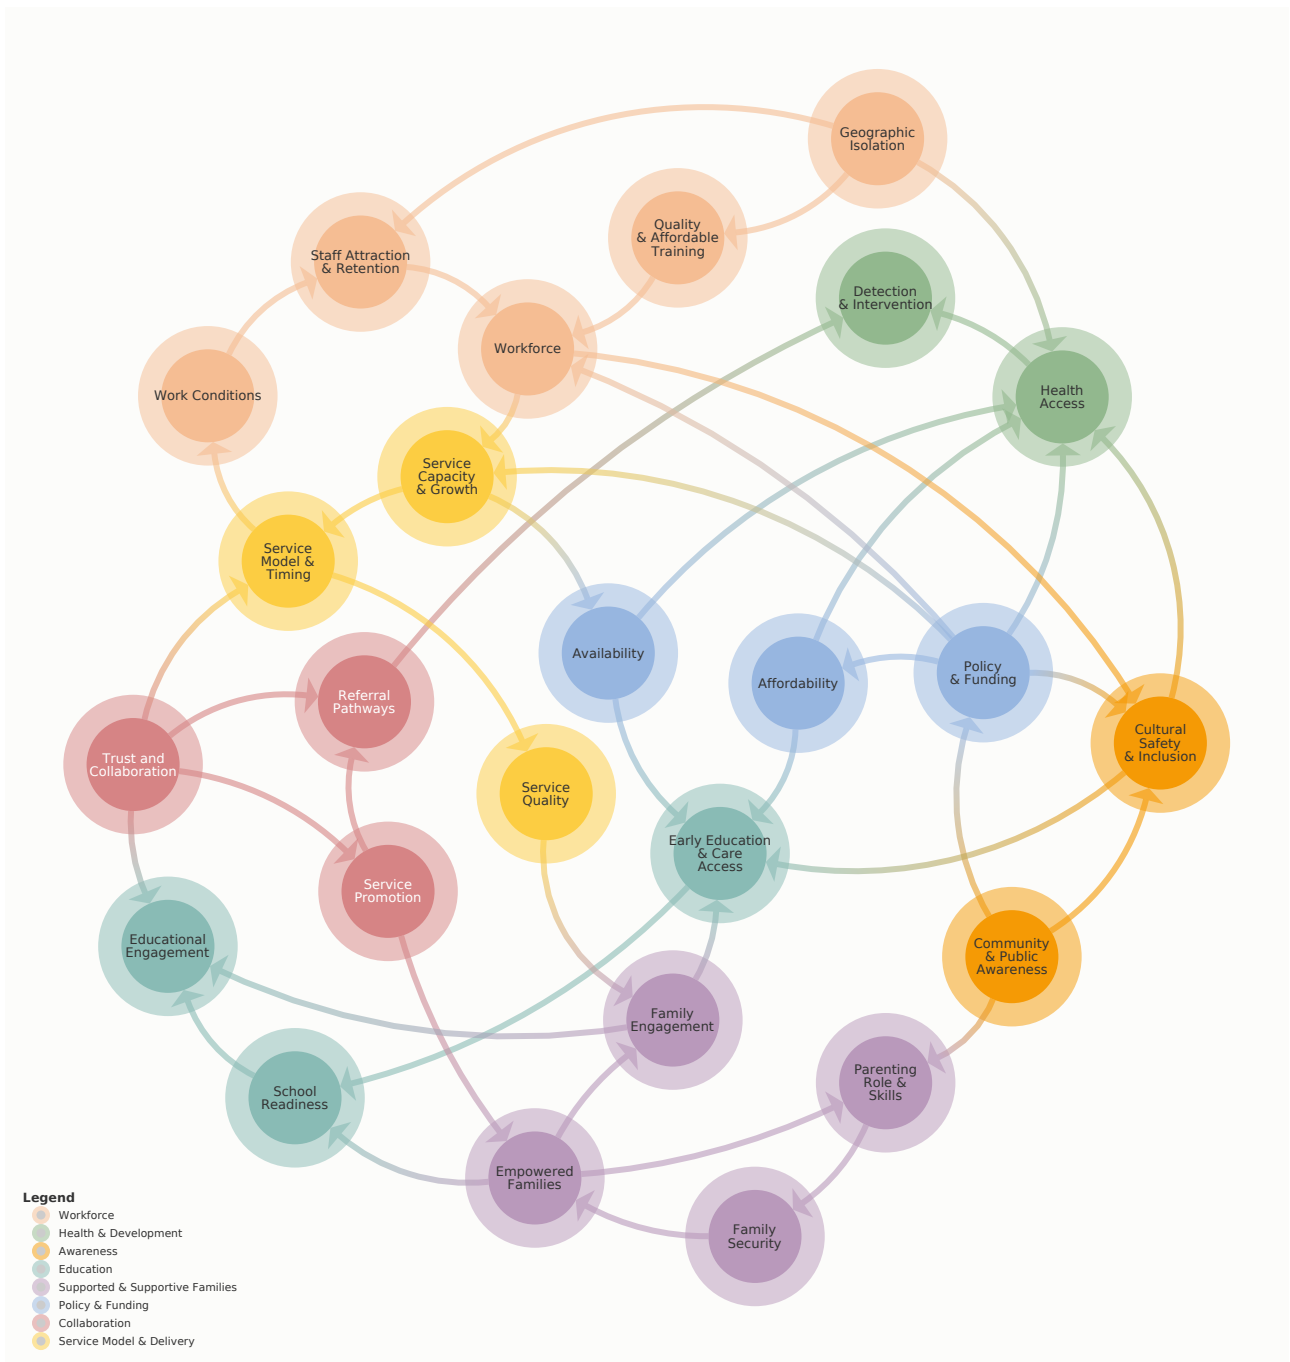 Geographic
Isolation
Quality
& Affordable
Training
Staff Attraction
& Retention
Detection
& Intervention
Workforce
Work Conditions
Health
Access
Service
Capacity
& Growth
Service
Model &
Timing
Availability
Affordability
Policy
& Funding
Referral
Pathways
Cultural
Safety
& Inclusion
Trust and
Collaboration
Service
Quality
Early Education
& Care
Access
Service
Promotion
Educational
Engagement
Community
& Public
Awareness
Family
Engagement
Parenting
Role &
Skills
School
Readiness
Empowered
Families
Family
Security
Legend
Workforce
Health & Development
Awareness
Education
Supported & Supportive Families
Policy & Funding
Collaboration
Service Model & Delivery